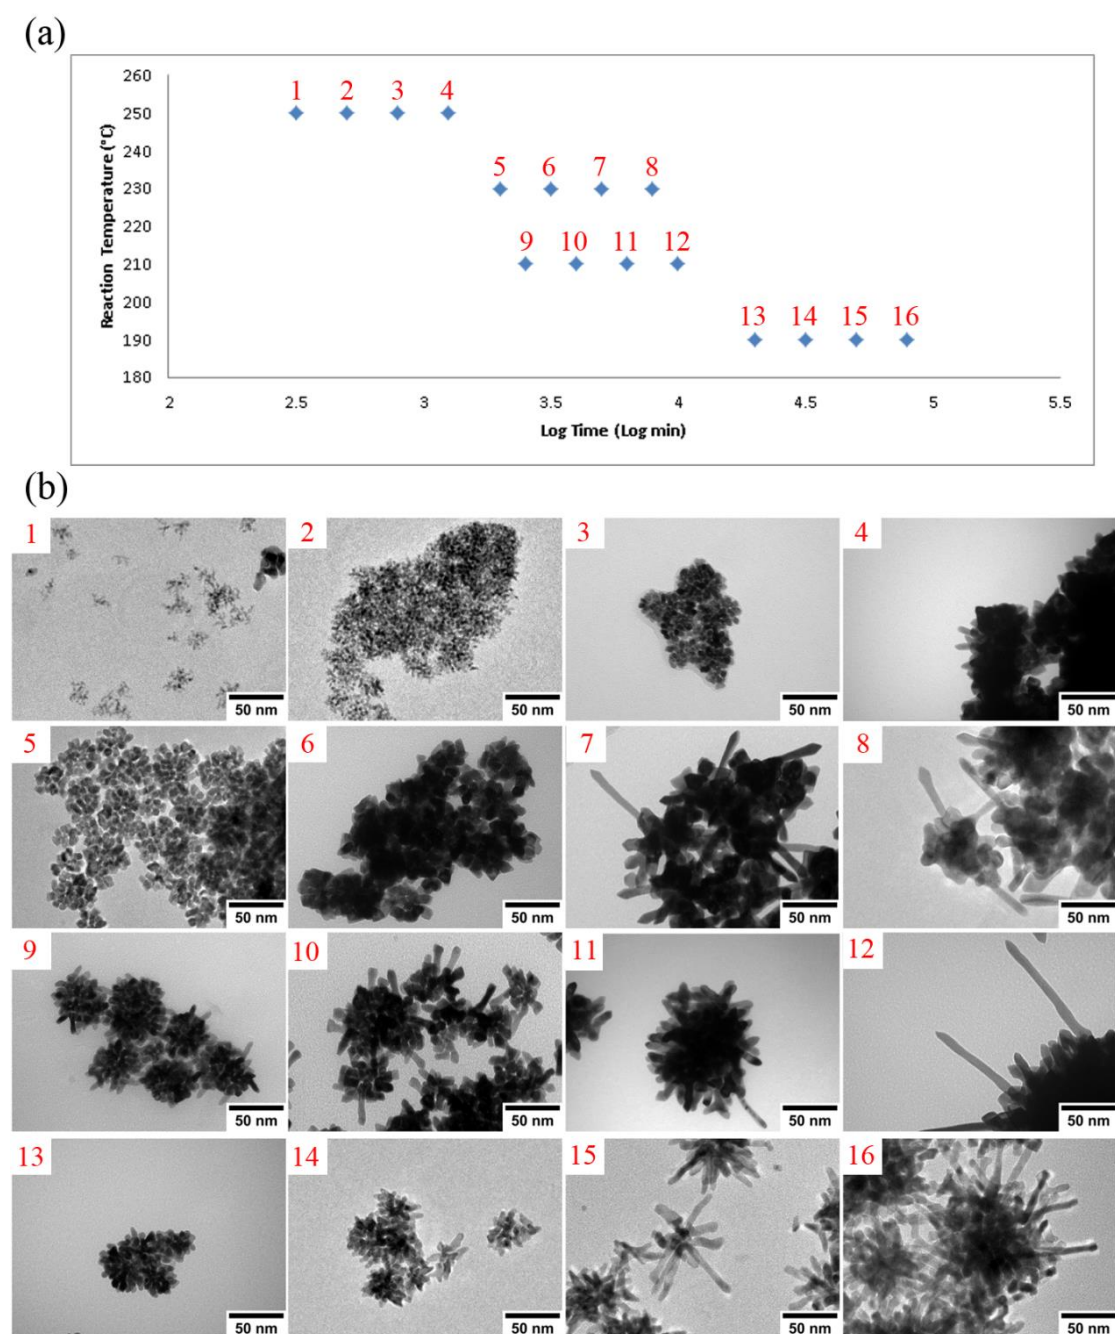 (a)
260
250
240
230
220
210
200
190
180
Reaction Temperature (°C)
1 2 3 4
5 6 7 8
9 10 11 12
13 14 15 16
2 2.5 3 3.5 4 4.5 5 5.5
Log Time (Log min)
(b)
1 2 3 4
50 nm 50 nm 50 nm 50 nm
5 6 7 8
50 nm 50 nm 50 nm 50 nm
9 10 11 12
50 nm 50 nm 50 nm 50 nm
13 14 15 16
50 nm 50 nm 50 nm 50 nm